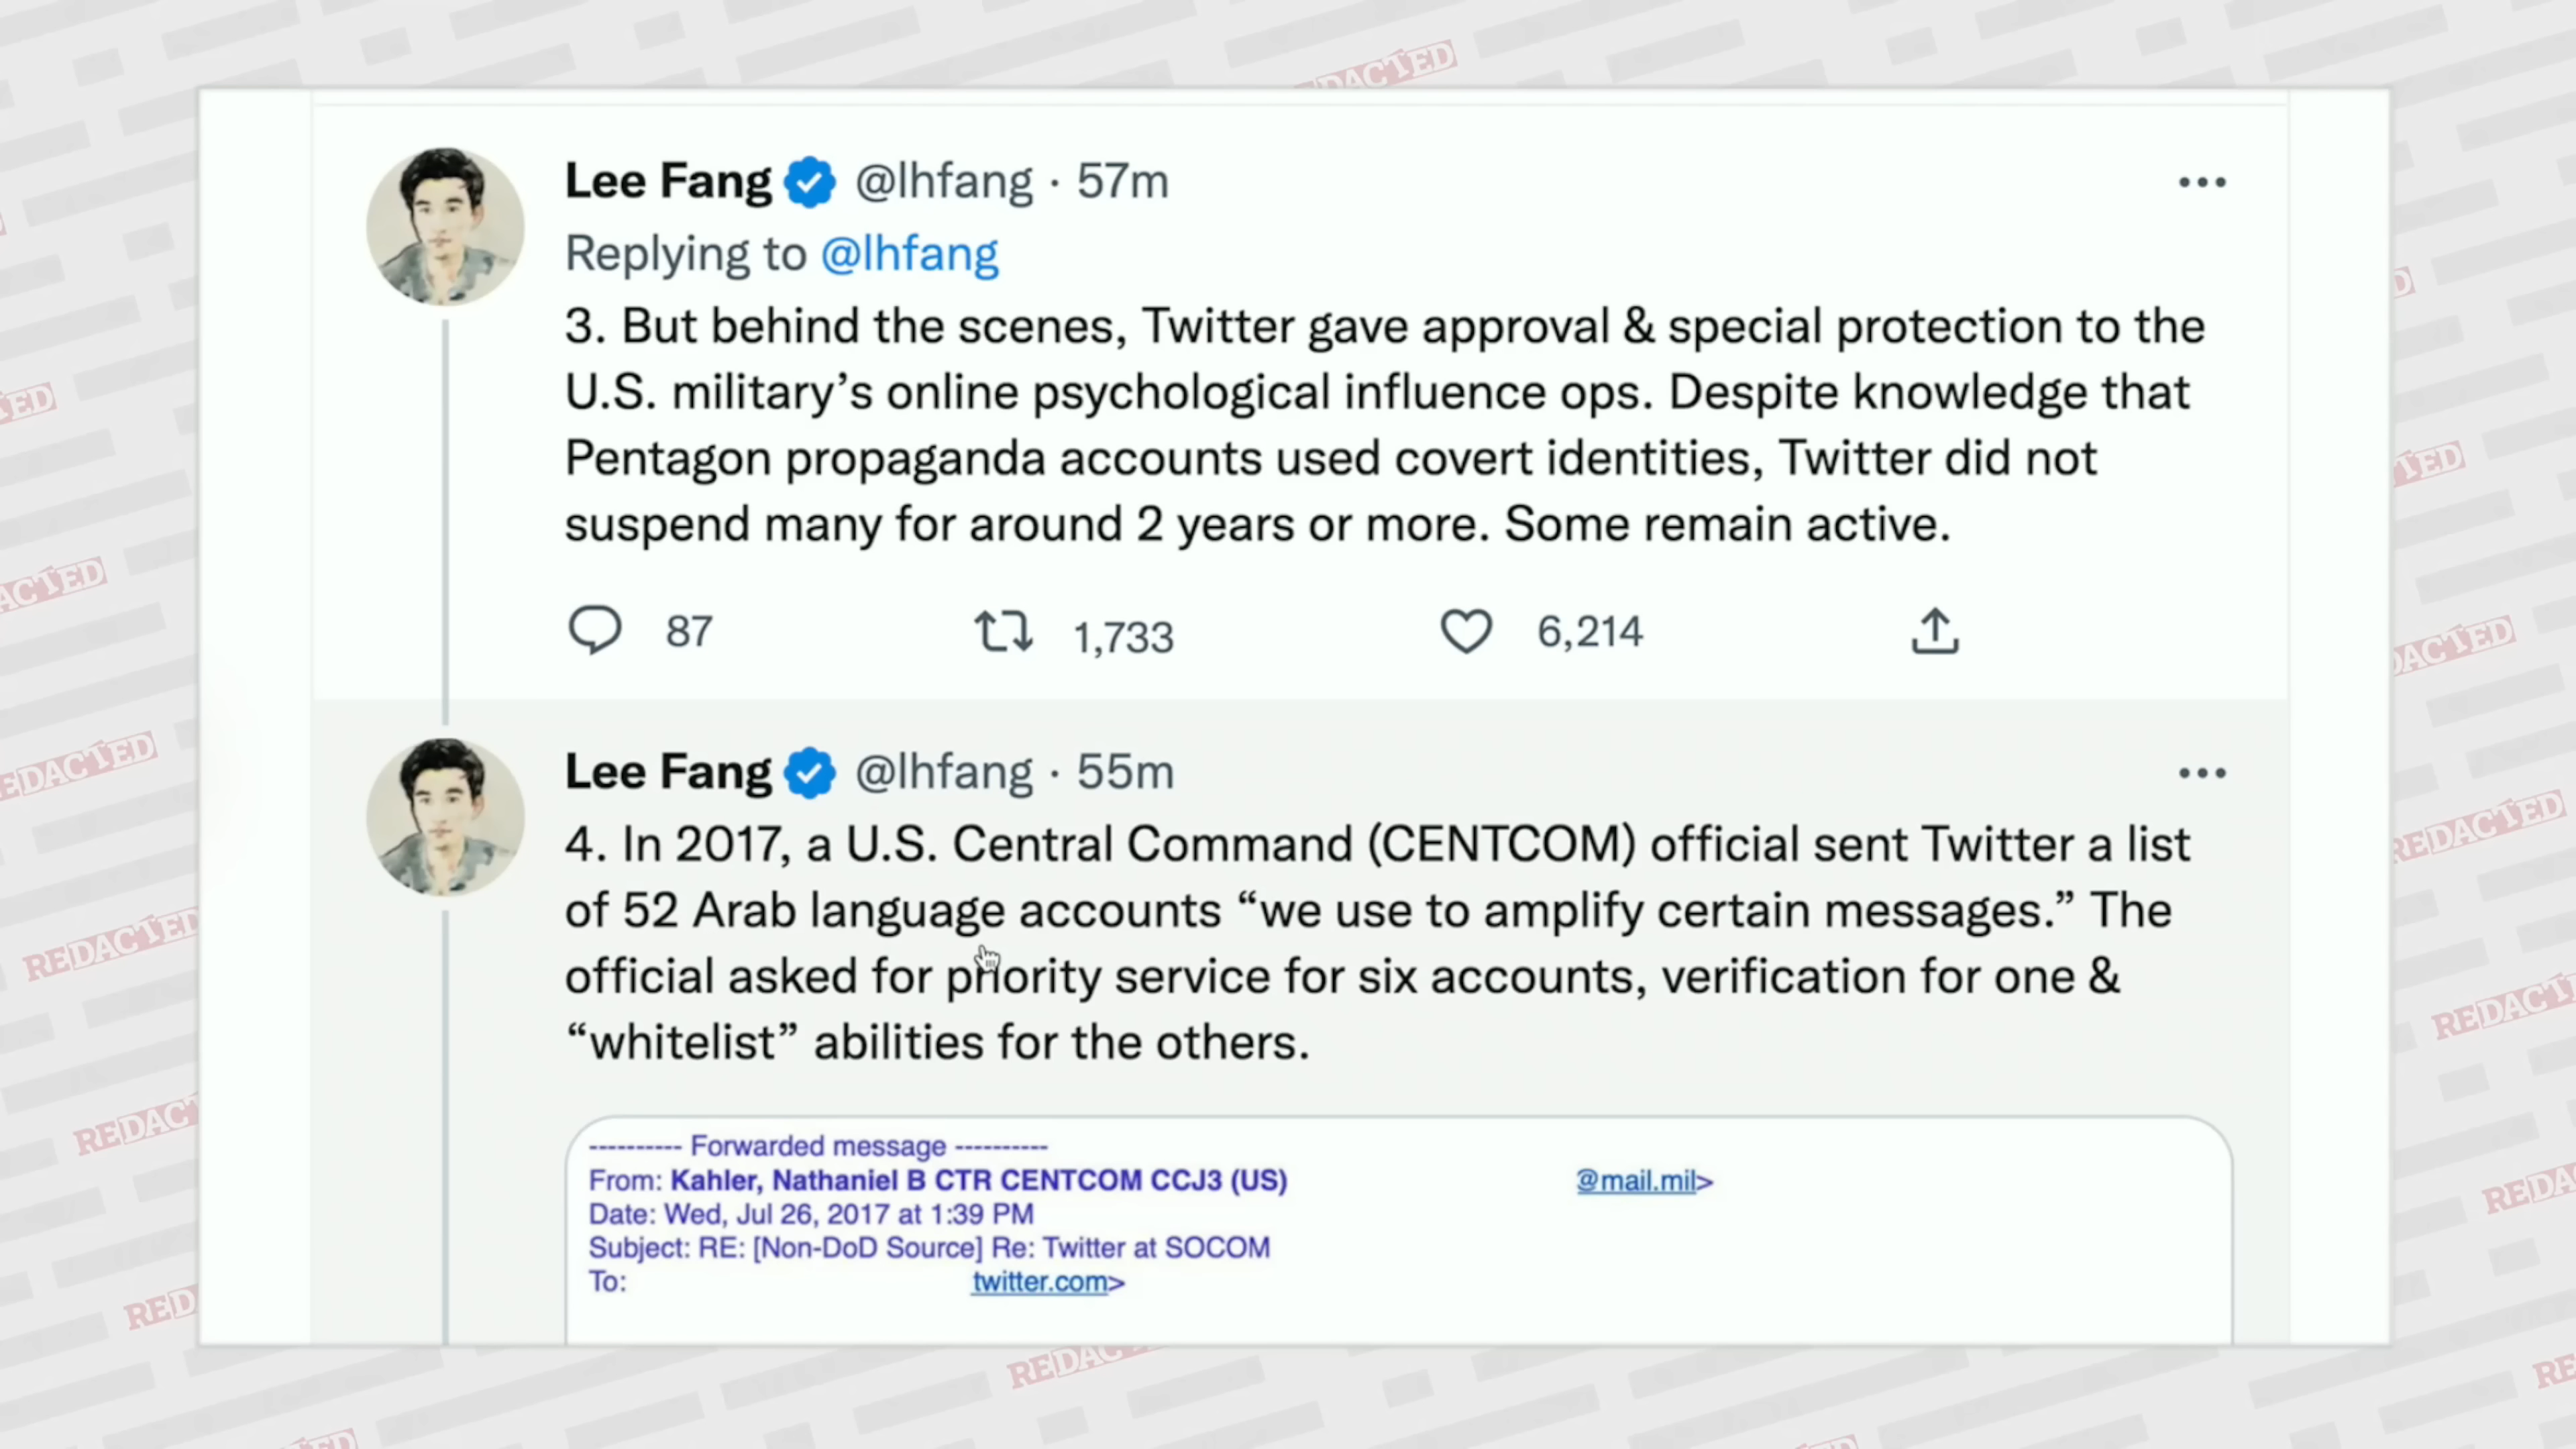 Lee Fang @lhfang · 57m
Replying to @lhfang
3. But behind the scenes, Twitter gave approval & special protection to the
U.S. military’s online psychological influence ops. Despite knowledge that
Pentagon propaganda accounts used covert identities, Twitter did not
suspend many for around 2 years or more. Some remain active.
87 1,733 6,214
Lee Fang @lhfang · 55m
4. In 2017, a U.S. Central Command (CENTCOM) official sent Twitter a list
of 52 Arab language accounts “we use to amplify certain messages.” The
official asked for priority service for six accounts, verification for one &
“whitelist” abilities for the others.
---------- Forwarded message ----------
From: Kahler, Nathaniel B CTR CENTCOM CCJ3 (US) @mail.mil>
Date: Wed, Jul 26, 2017 at 1:39 PM
Subject: RE: [Non-DoD Source] Re: Twitter at SOCOM
To: twitter.com>
REDACTED
REDACTED
REDACTED